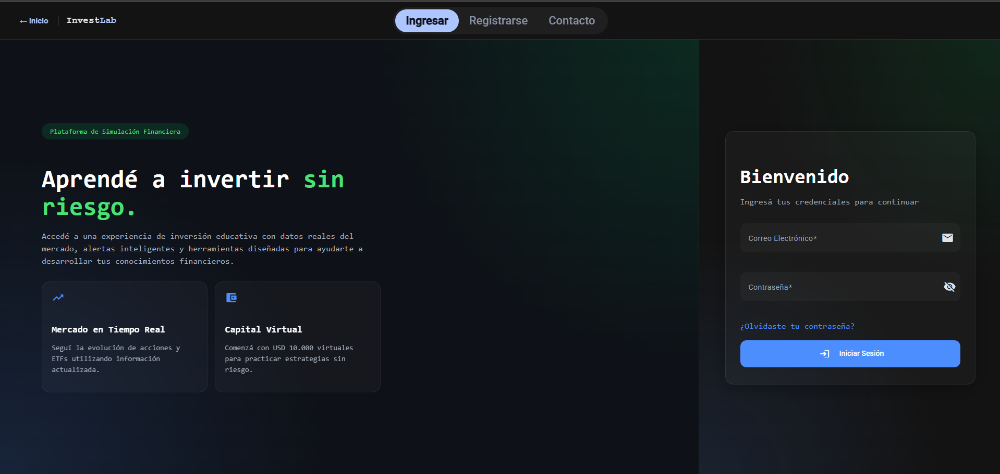 ← Inicio
InvestLab
Ingresar
Registrarse
Contacto
Plataforma de Simulación Financiera
Aprendé a invertir sin
riesgo.
Accedé a una experiencia de inversión educativa con datos reales del
mercado, alertas inteligentes y herramientas diseñadas para ayudarte a
desarrollar tus conocimientos financieros.
Mercado en Tiempo Real
Seguí la evolución de acciones y
ETFs utilizando información
actualizada.
Capital Virtual
Comenzá con USD 10.000 virtuales
para practicar estrategias sin
riesgo.
Bienvenido
Ingresá tus credenciales para continuar
Correo Electrónico*
Contraseña*
¿Olvidaste tu contraseña?
Iniciar Sesión